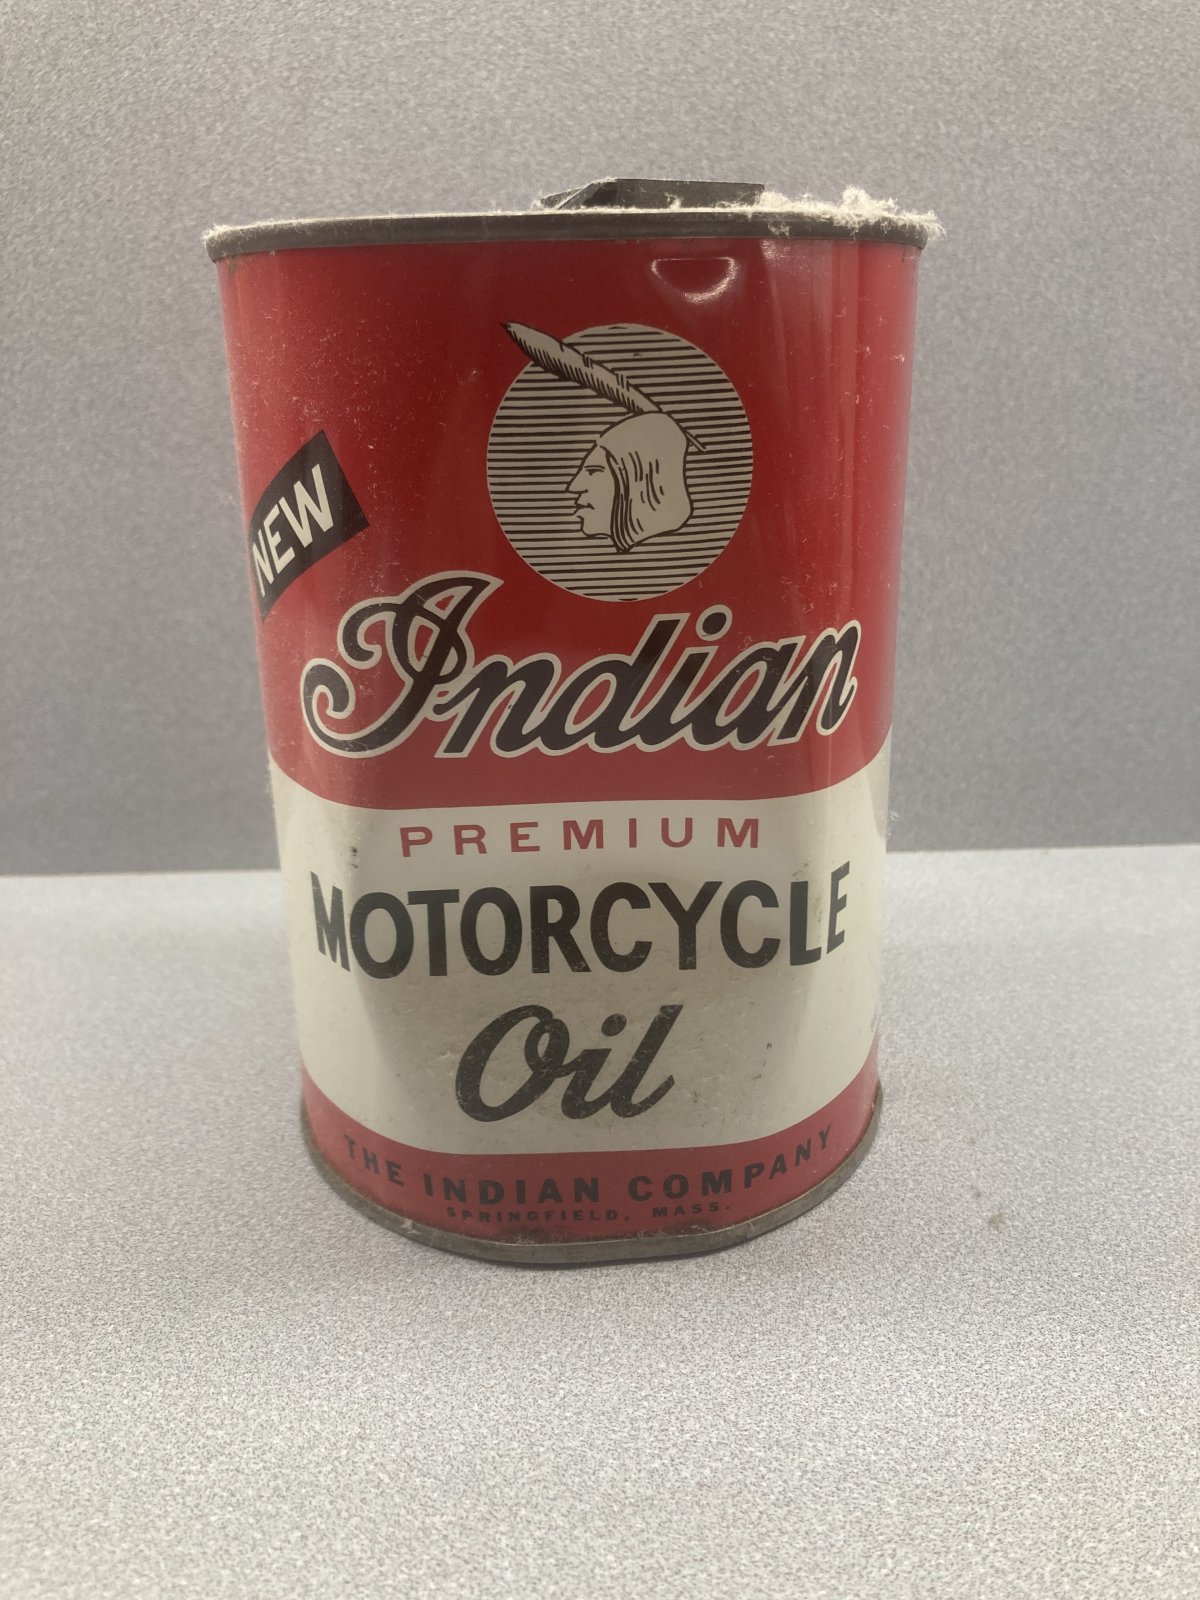 NEW
Indian
PREMIUM
MOTORCYCLE
Oil
THE INDIAN COMPANY
SPRINGFIELD, MASS.